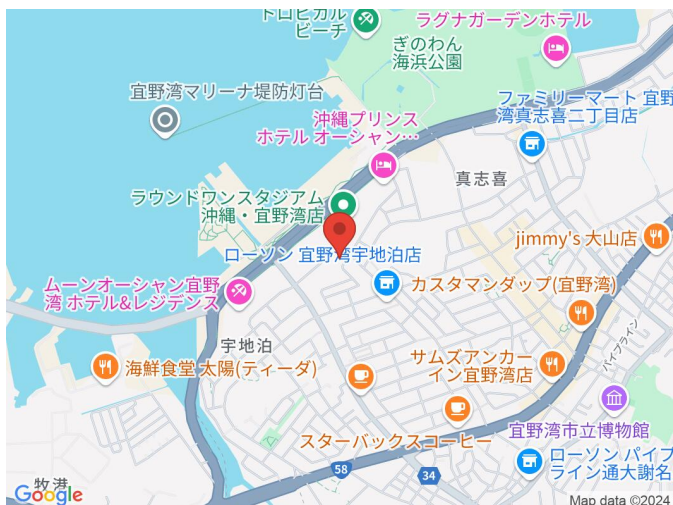 トロピカル
ビーチ
ラグナガーデンホテル
ぎのわん
海浜公園
宜野湾マリーナ堤防灯台
沖縄プリンス
ホテル オーシャン…
ファミリーマート 宜野
湾真志喜二丁目店
真志喜
ラウンドワンスタジアム
沖縄・宜野湾店
jimmy's 大山店
ローソン 宜野湾宇地泊店
ムーンオーシャン宜野
湾 ホテル&レジデンス
カスタマンダップ(宜野湾)
宇地泊
海鮮食堂 太陽(ティーダ)
サムズアンカー
イン宜野湾店
パイプライン
スターバックスコーヒー
宜野湾市立博物館
58
34
ローソン パイプ
ライン通大謝名
牧港
Google
Map data ©2024